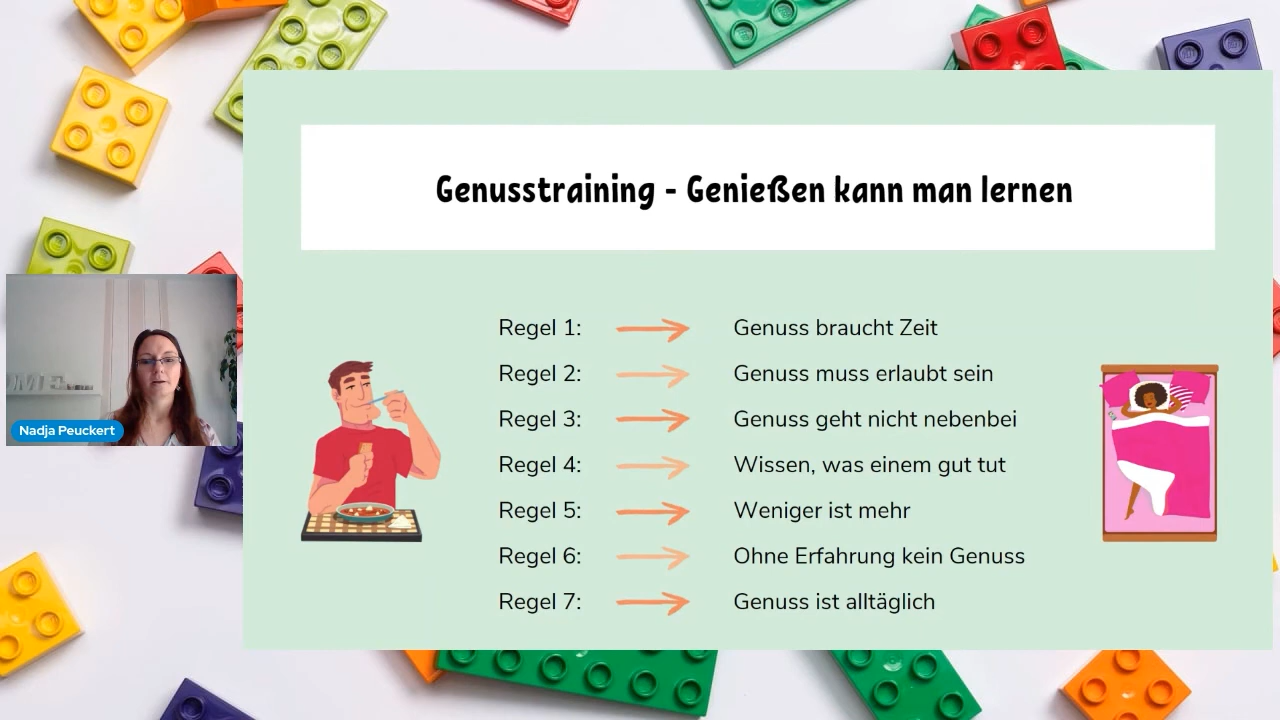 Genusstraining - Genießen kann man lernen
Regel 1: Genuss braucht Zeit
Regel 2: Genuss muss erlaubt sein
Regel 3: Genuss geht nicht nebenbei
Nadja Peuckert
Regel 4: Wissen, was einem gut tut
Regel 5: Weniger ist mehr
Regel 6: Ohne Erfahrung kein Genuss
Regel 7: Genuss ist alltäglich